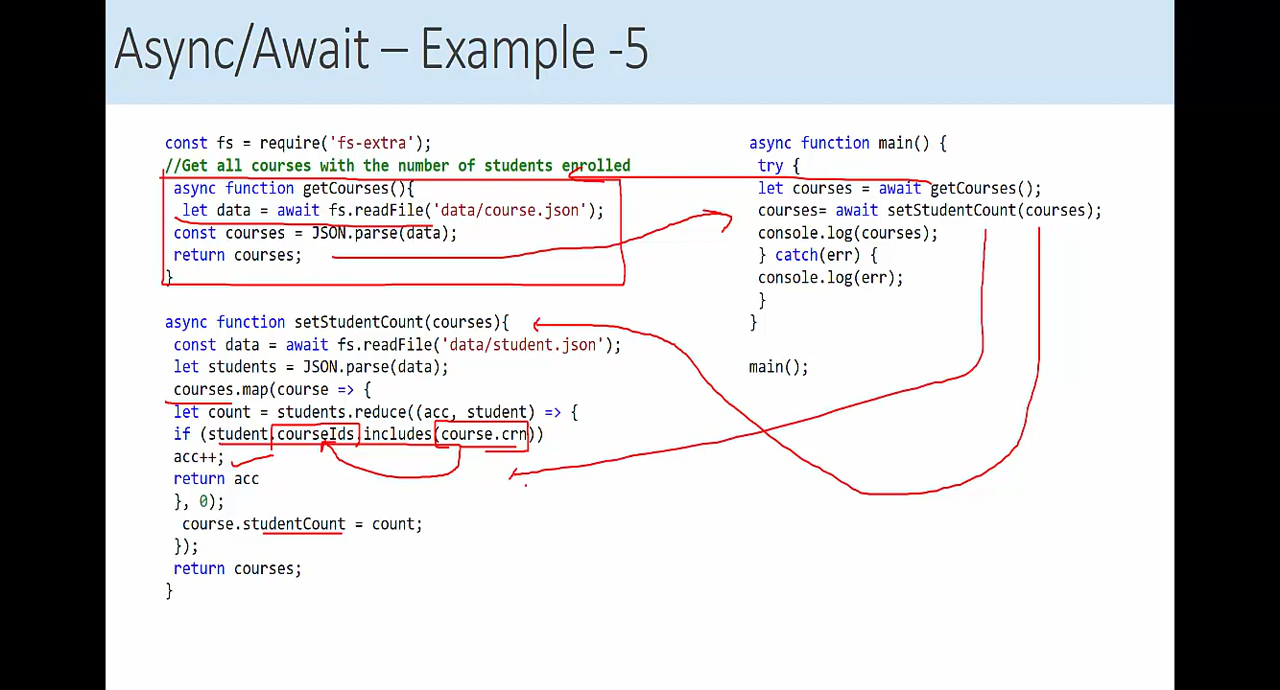 Async/Await – Example -5
const fs = require('fs-extra');
//Get all courses with the number of students enrolled
async function getCourses(){
let data = await fs.readFile('data/course.json');
const courses = JSON.parse(data);
return courses;
}
async function setStudentCount(courses){
const data = await fs.readFile('data/student.json');
let students = JSON.parse(data);
courses.map(course => {
let count = students.reduce((acc, student) => {
if (student.courseIds.includes(course.crn))
acc++;
return acc
}, 0);
course.studentCount = count;
});
return courses;
}
async function main() {
try {
let courses = await getCourses();
courses= await setStudentCount(courses);
console.log(courses);
} catch(err) {
console.log(err);
}
}
main();